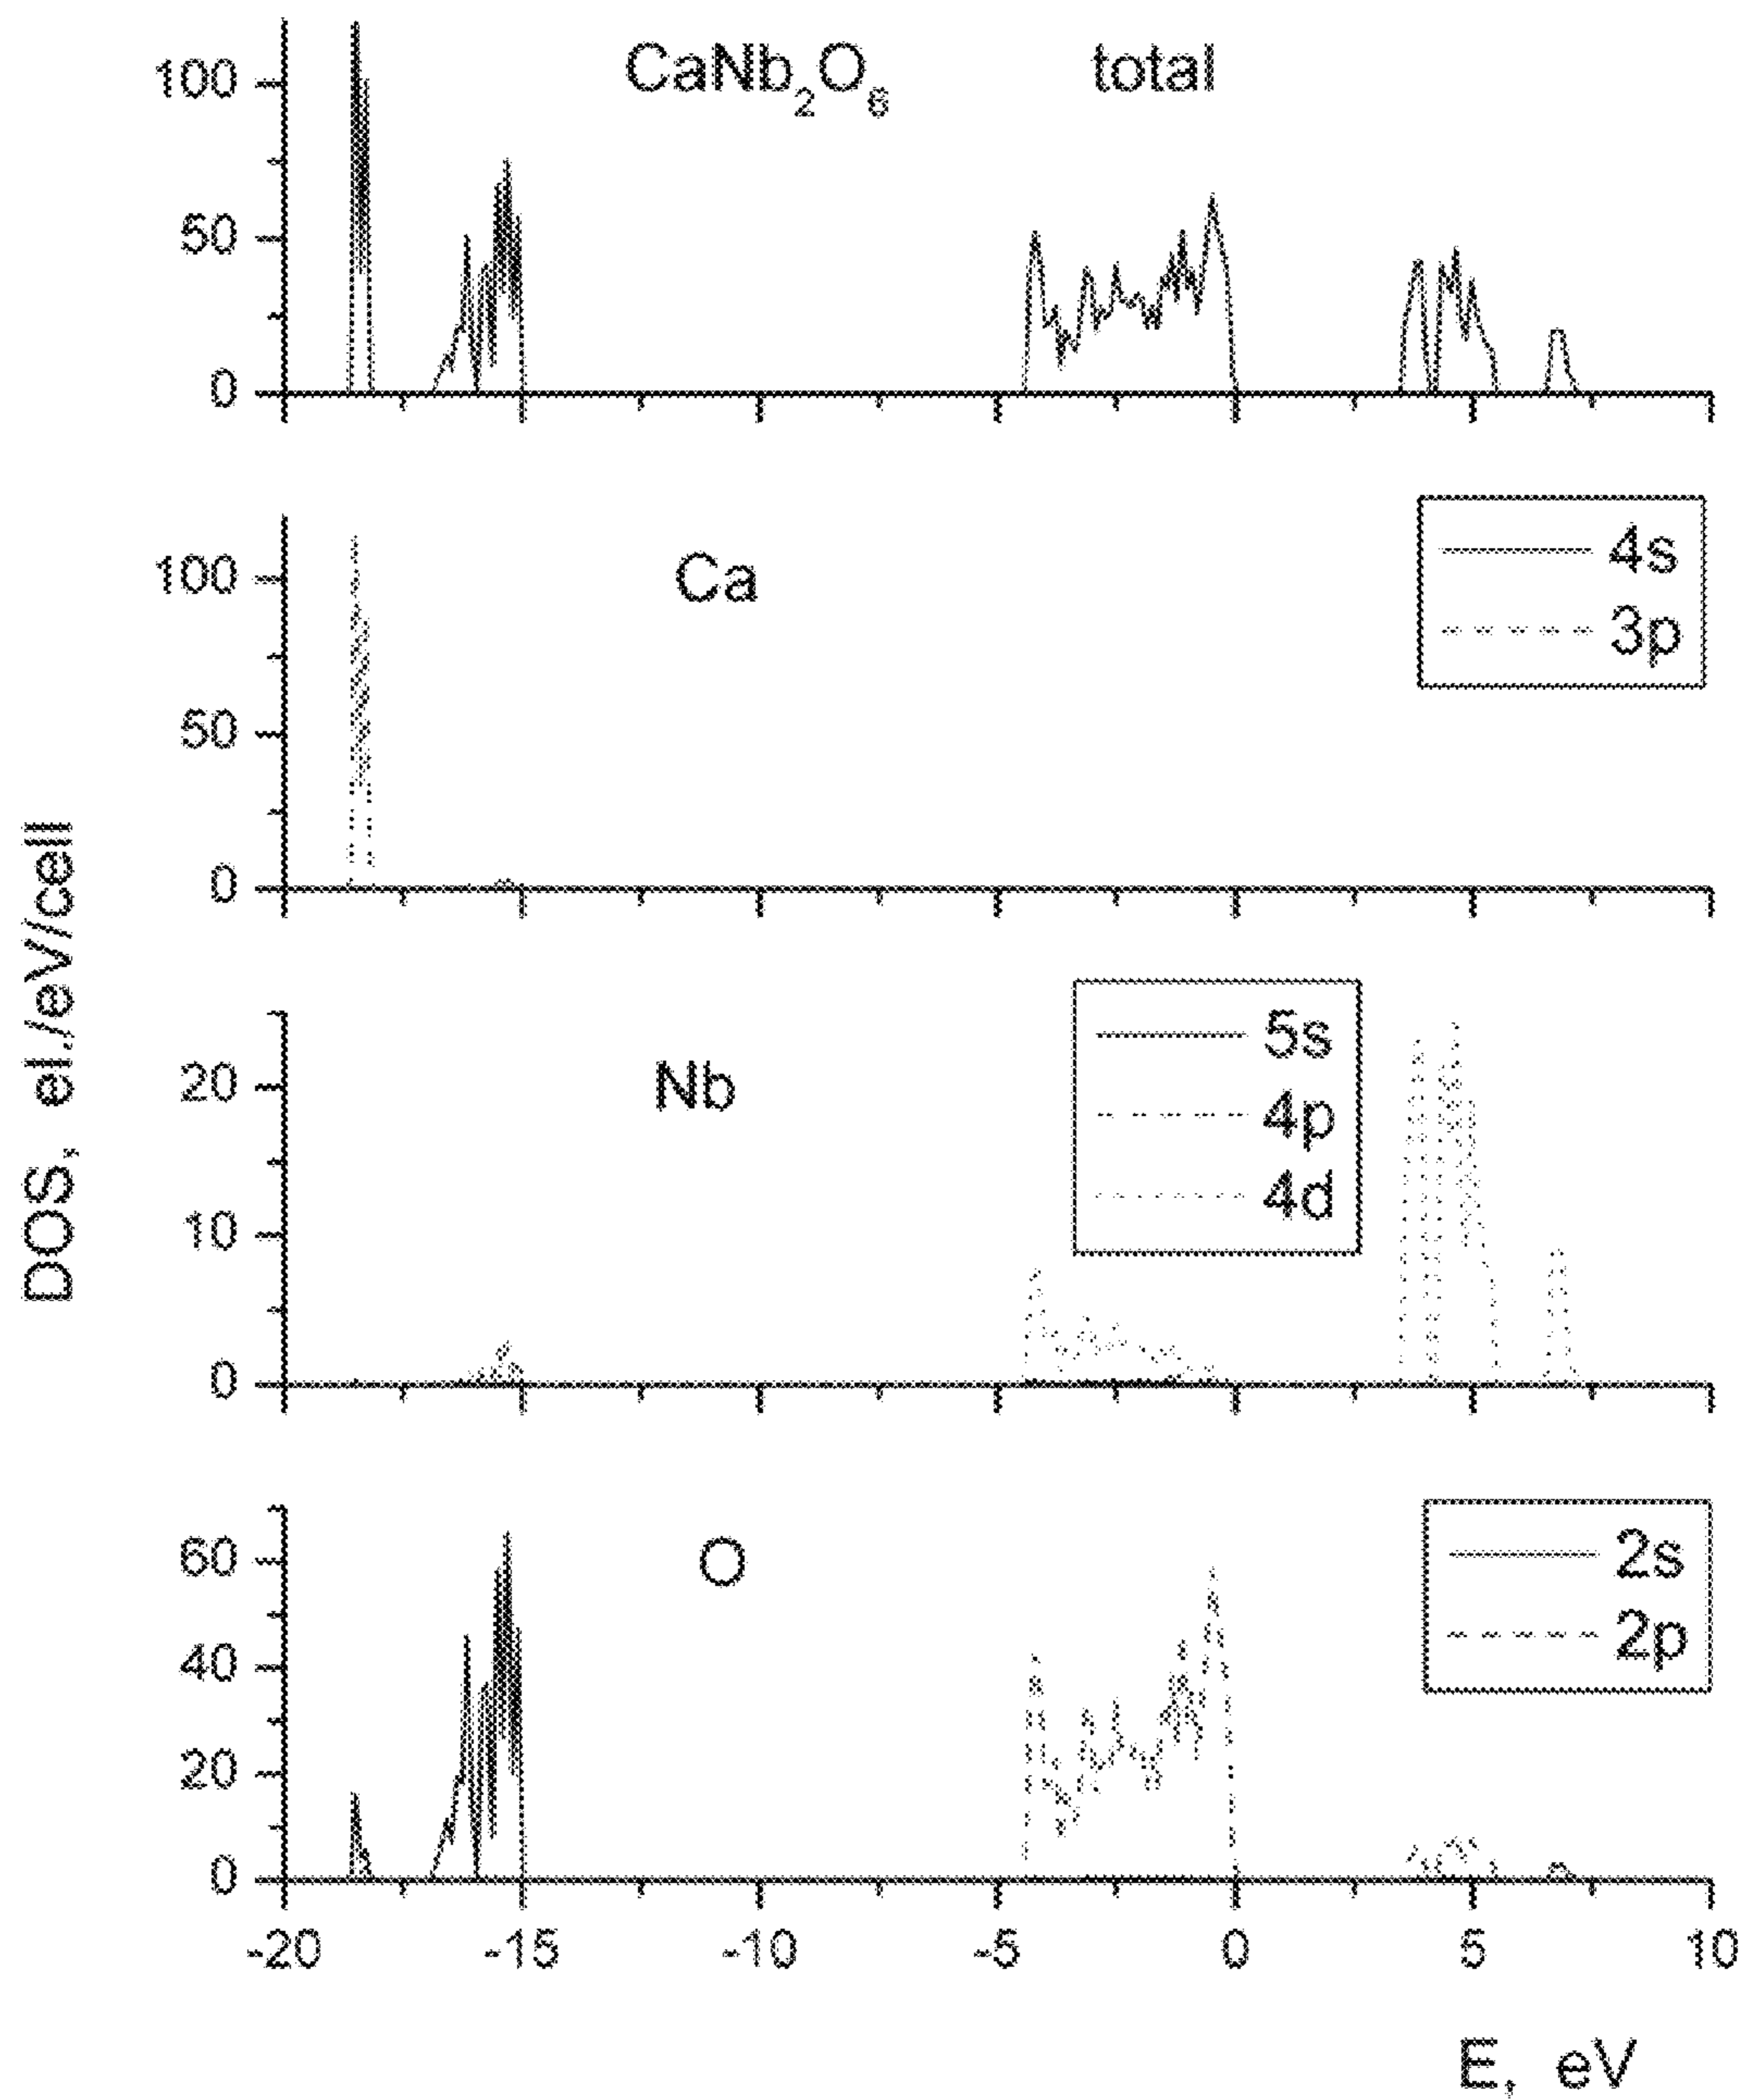 CaNb₂O₆ total
100
50
0
Ca
4s
3p
100
50
0
DOS, el./eV/cell
Nb
5s
4p
4d
20
10
0
O
2s
2p
60
40
20
0
-20 -15 -10 -5 0 5 10
E, eV